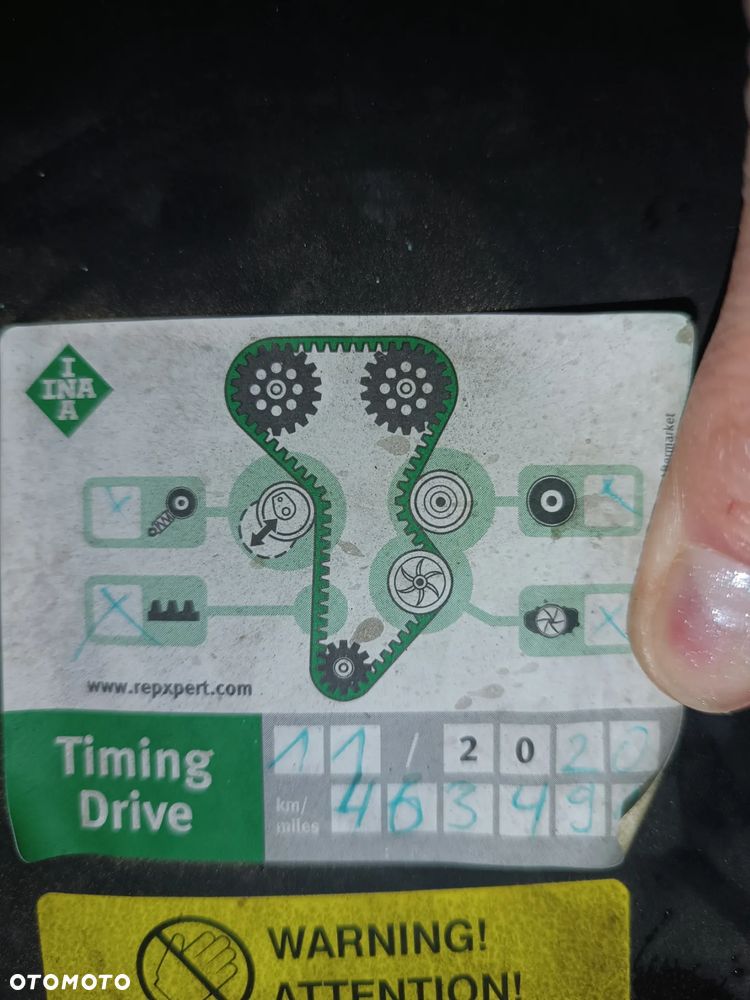 I
INA
A
www.repxpert.com
Timing
Drive
11 / 2020
km/
miles
46349
WARNING!
ATTENTION!
OTOMOTO